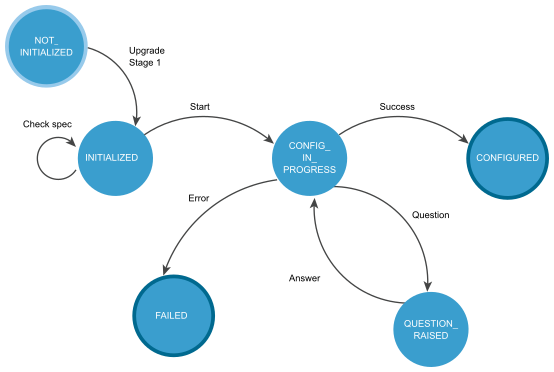 NOT_
INITIALIZED
Upgrade
Stage 1
Check spec
INITIALIZED
Start
CONFIG_
IN_
PROGRESS
Success
CONFIGURED
Error
Question
Answer
FAILED
QUESTION_
RAISED